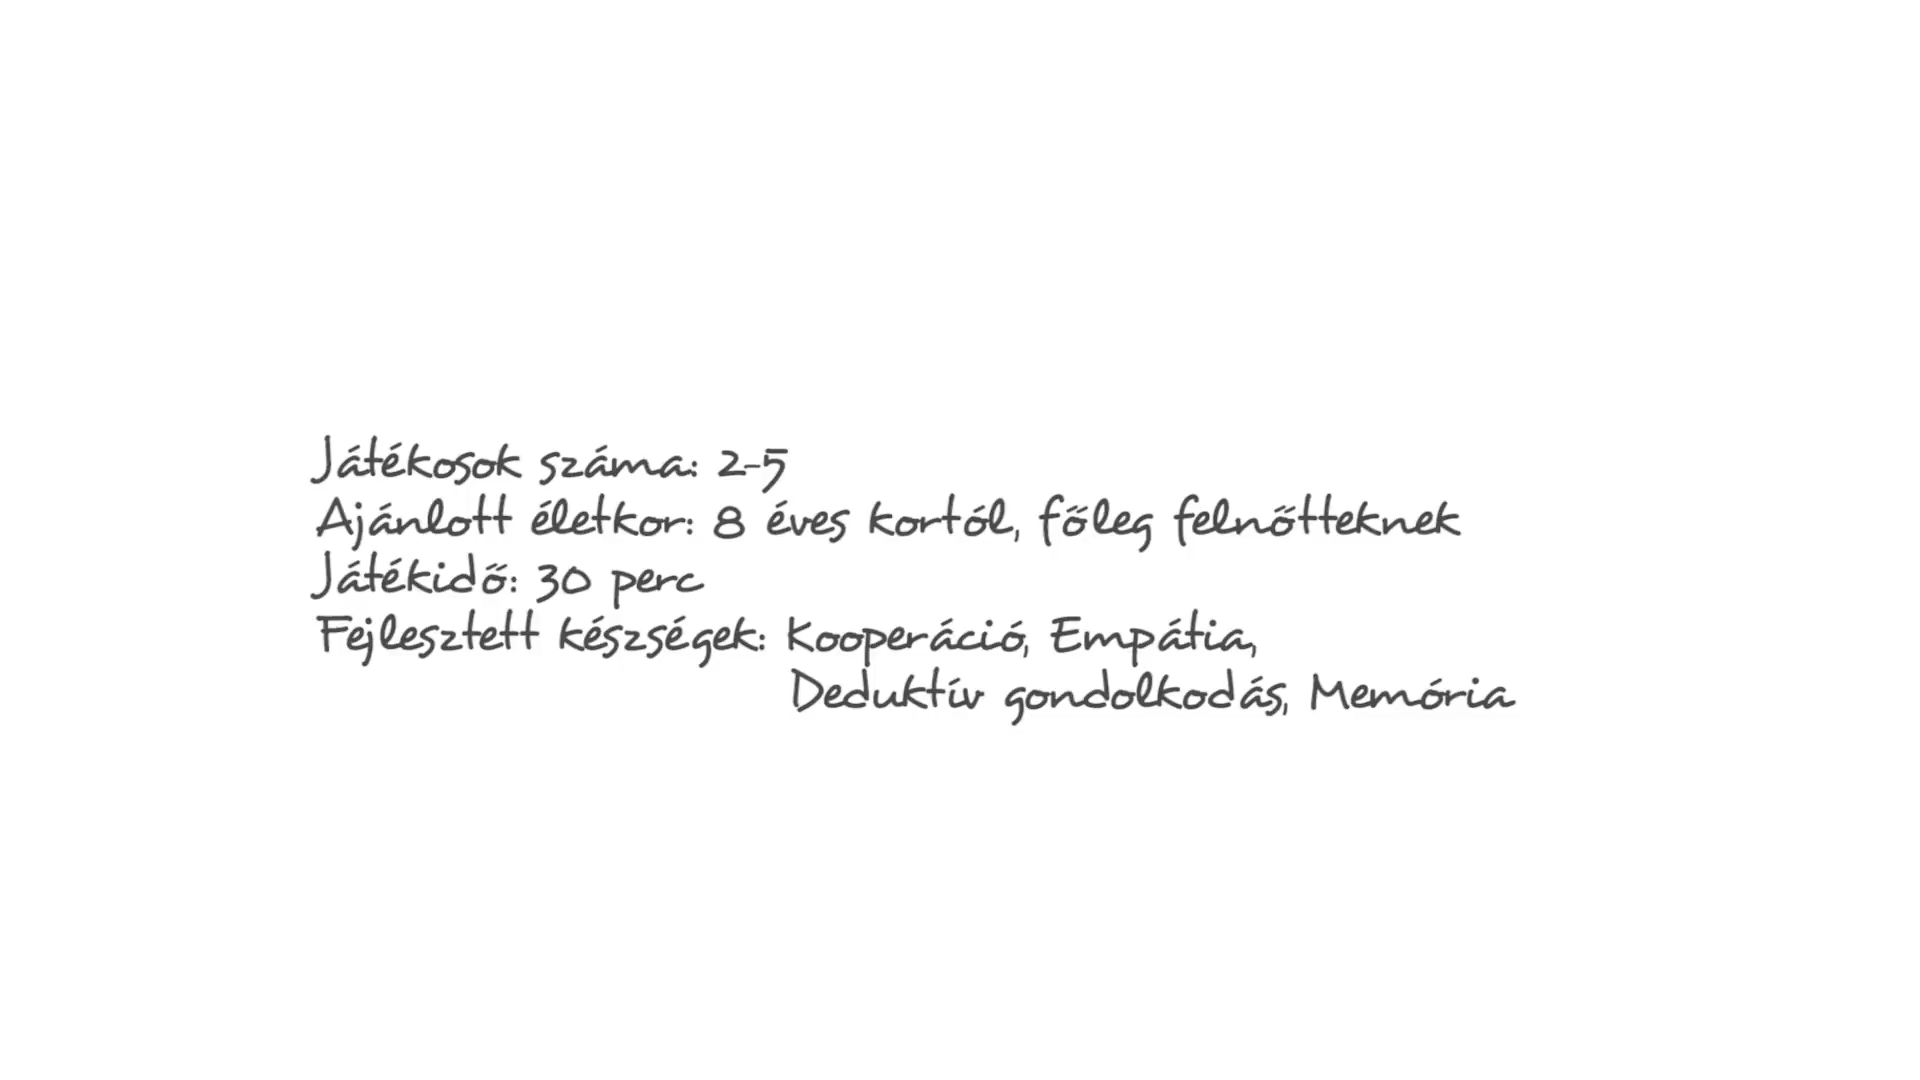 Játékosok száma: 2-5
Ajánlott életkor: 8 éves kortól, főleg felnőtteknek
Játékidő: 30 perc
Fejlesztett készségek: Kooperáció, Empátia,
Deduktív gondolkodás, Memória